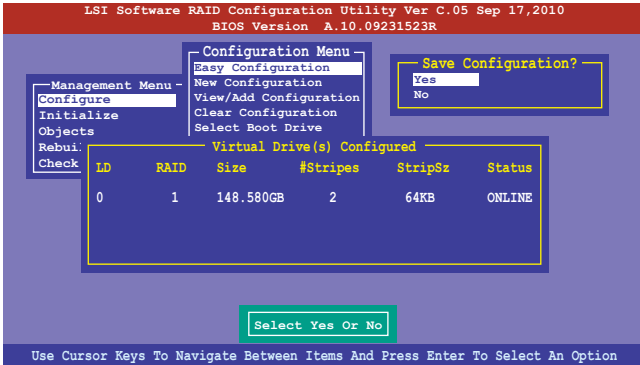 LSI Software RAID Configuration Utility Ver C.05 Sep 17,2010
BIOS Version A.10.09231523R
Configuration Menu
Easy Configuration
New Configuration
View/Add Configuration
Clear Configuration
Select Boot Drive
Save Configuration?
Yes
No
Management Menu
Configure
Initialize
Objects
Check
Virtual Drive(s) Configured
LD RAID Size #Stripes StripSz Status
0 1 148.580GB 2 64KB ONLINE
Select Yes Or No
Use Cursor Keys To Navigate Between Items And Press Enter To Select An Option